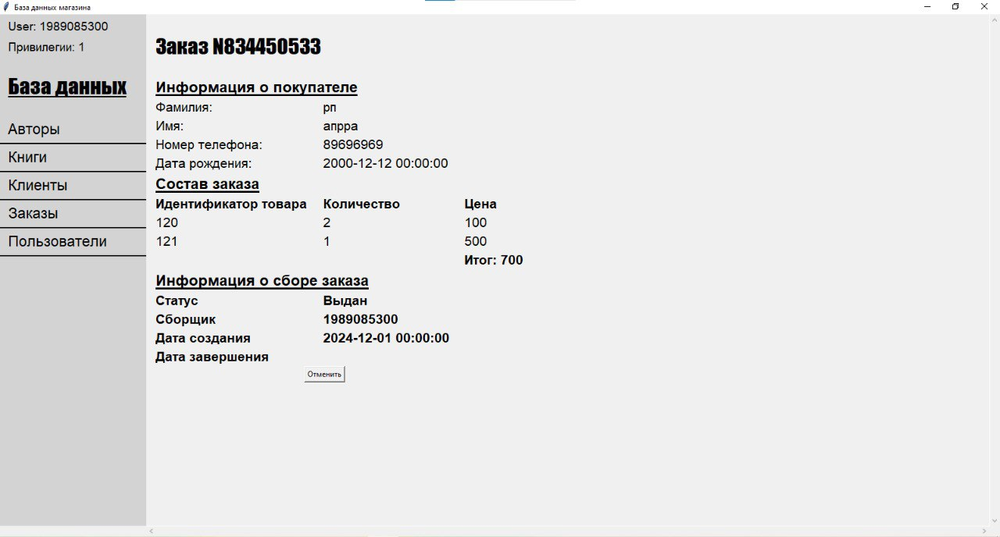 База данных магазина
User: 1989085300
Привилегии: 1
База данных
Авторы
Книги
Клиенты
Заказы
Пользователи
Заказ N834450533
Информация о покупателе
Фамилия: рп
Имя: апрра
Номер телефона: 89696969
Дата рождения: 2000-12-12 00:00:00
Состав заказа
Идентификатор товара Количество Цена
120 2 100
121 1 500
Итог: 700
Информация о сборе заказа
Статус Выдан
Сборщик 1989085300
Дата создания 2024-12-01 00:00:00
Дата завершения
Отменить